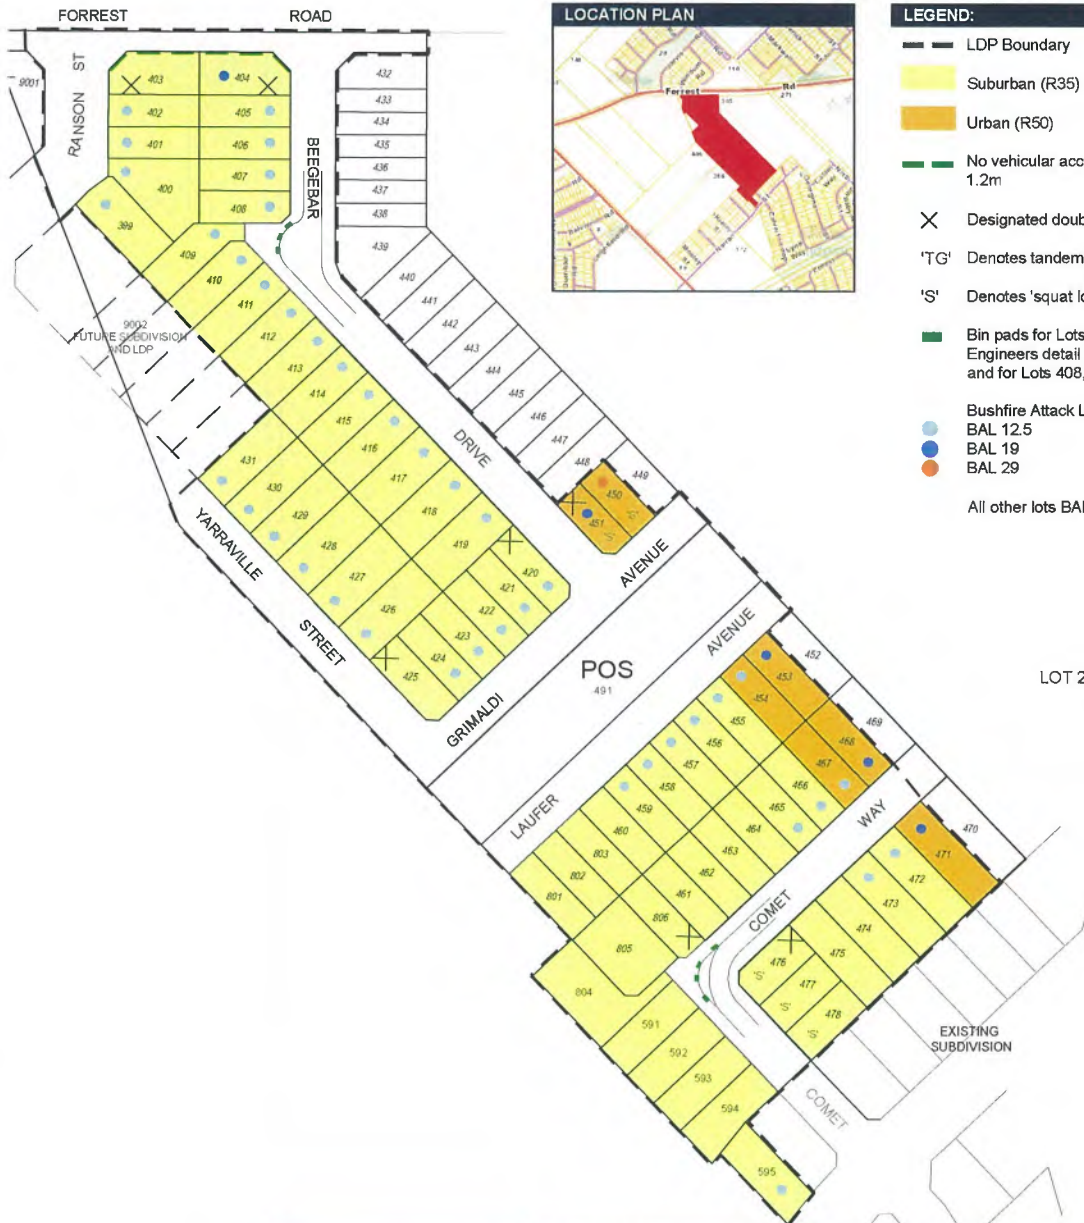 FORREST ROAD
LOCATION PLAN
Forrest Rd
LEGEND:
LDP Boundary
Suburban (R35)
Urban (R50)
No vehicular acc
1.2m
X Designated doub
'TG' Denotes tandem
'S' Denotes 'squat lo
Bin pads for Lots
Engineers detail
and for Lots 408,
Bushfire Attack L
BAL 12.5
BAL 19
BAL 29
All other lots BAL
RANSON ST
BEEGEBAR
DRIVE
9001
403
404
402
405
401
406
400
407
408
399
409
410
411
412
413
414
415
416
417
418
419
420
421
422
423
424
425
426
427
428
429
430
431
432
433
434
435
436
437
438
439
440
441
442
443
444
445
446
447
448
449
450
'S'
451
'S'
9002
FUTURE SUBDIVISION
AND LDP
YARRAVILLE
STREET
GRIMALDI
AVENUE
POS
491
LAUFER
AVENUE
LOT 2
452
453
454
455
456
457
458
459
460
803
802
801
469
468
467
466
465
464
463
462
461
806
805
804
COMET
WAY
470
471
472
473
474
475
476
'S'
477
'S'
478
'S'
591
592
593
594
595
EXISTING
SUBDIVISION
COMET